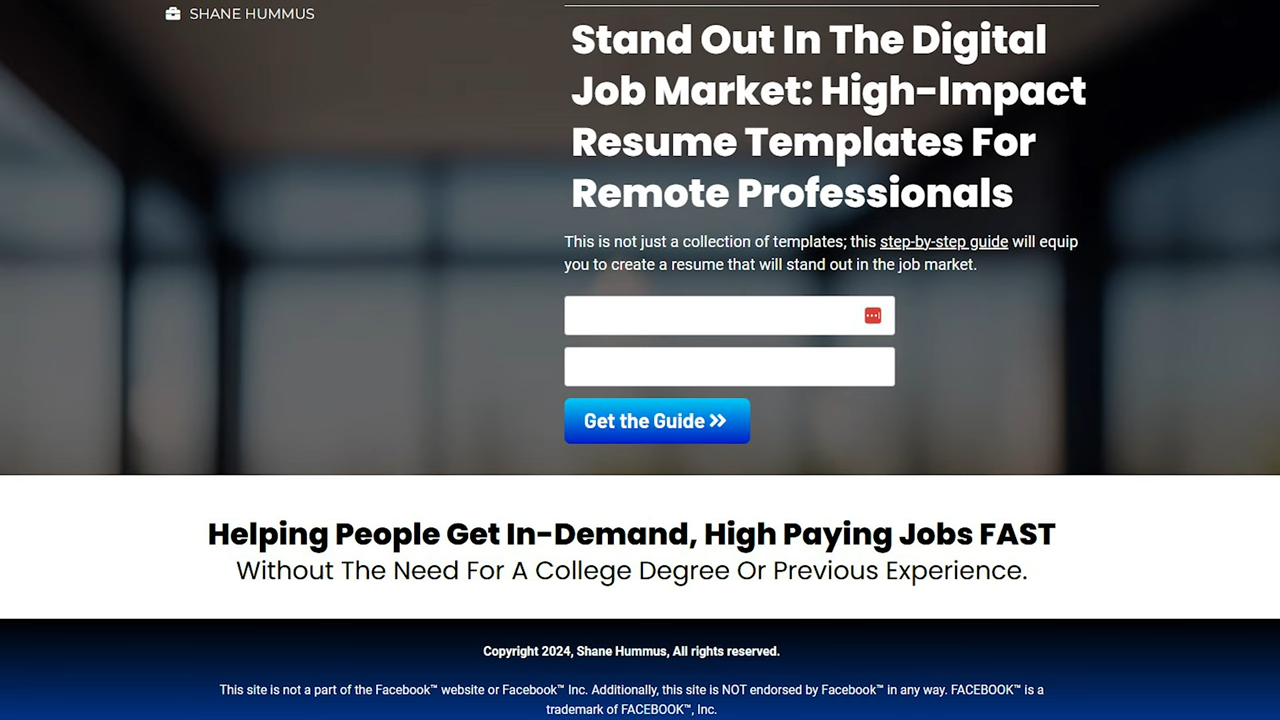 SHANE HUMMUS
Stand Out In The Digital
Job Market: High-Impact
Resume Templates For
Remote Professionals
This is not just a collection of templates; this step-by-step guide will equip
you to create a resume that will stand out in the job market.
Get the Guide »
Helping People Get In-Demand, High Paying Jobs FAST
Without The Need For A College Degree Or Previous Experience.
Copyright 2024, Shane Hummus, All rights reserved.
This site is not a part of the Facebook™ website or Facebook™ Inc. Additionally, this site is NOT endorsed by Facebook™ in any way. FACEBOOK™ is a
trademark of FACEBOOK™, Inc.